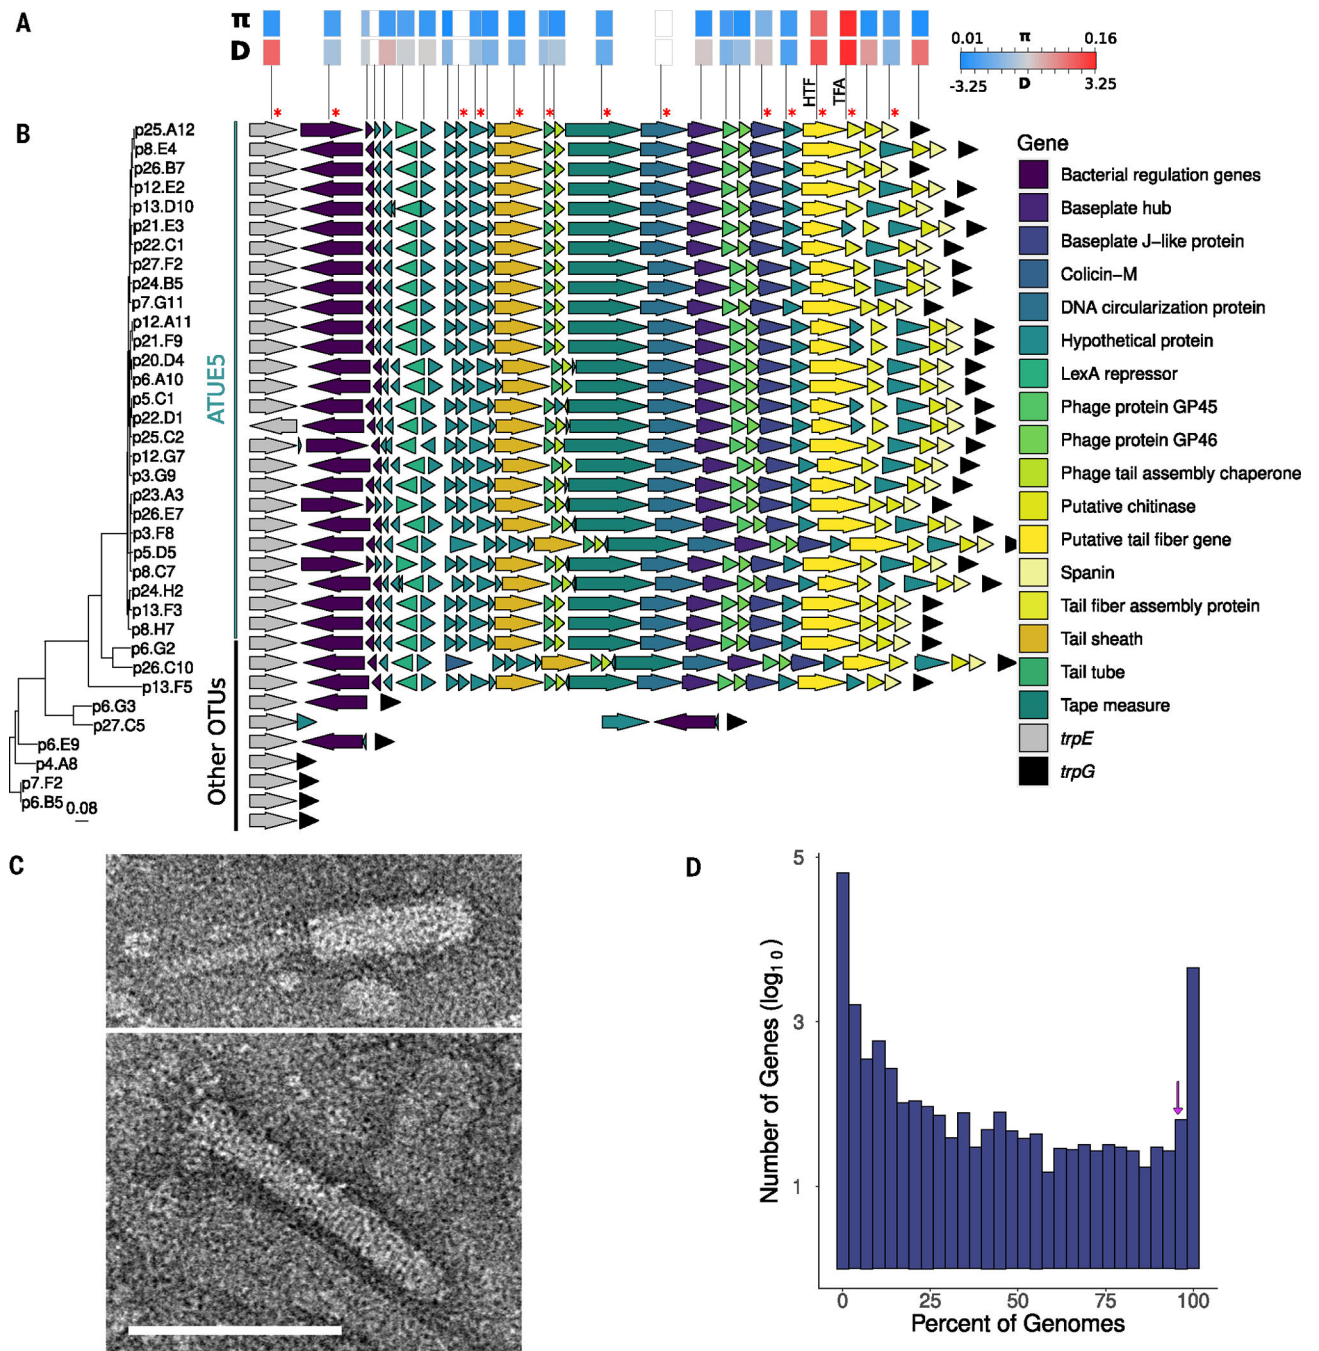 A
π
D
0.01 π 0.16
-3.25 D 3.25
HTF
TFA
* * * * * * * * * * * * *
B
p25.A12
p8.E4
p26.B7
p12.E2
p13.D10
p21.E3
p22.C1
p27.F2
p24.B5
p7.G11
p12.A11
p21.F9
p20.D4
p6.A10
p5.C1
p22.D1
p25.C2
p12.G7
p3.G9
p23.A3
p26.E7
p3.F8
p5.D5
p8.C7
p24.H2
p13.F3
p8.H7
p6.G2
p26.C10
p13.F5
p6.G3
p27.C5
p6.E9
p4.A8
p7.F2
p6.B5
0.08
ATUE5
Other OTUs
Gene
Bacterial regulation genes
Baseplate hub
Baseplate J-like protein
Colicin-M
DNA circularization protein
Hypothetical protein
LexA repressor
Phage protein GP45
Phage protein GP46
Phage tail assembly chaperone
Putative chitinase
Putative tail fiber gene
Spanin
Tail fiber assembly protein
Tail sheath
Tail tube
Tape measure
trpE
trpG
C
D
Number of Genes (log10)
5
3
1
0 25 50 75 100
Percent of Genomes